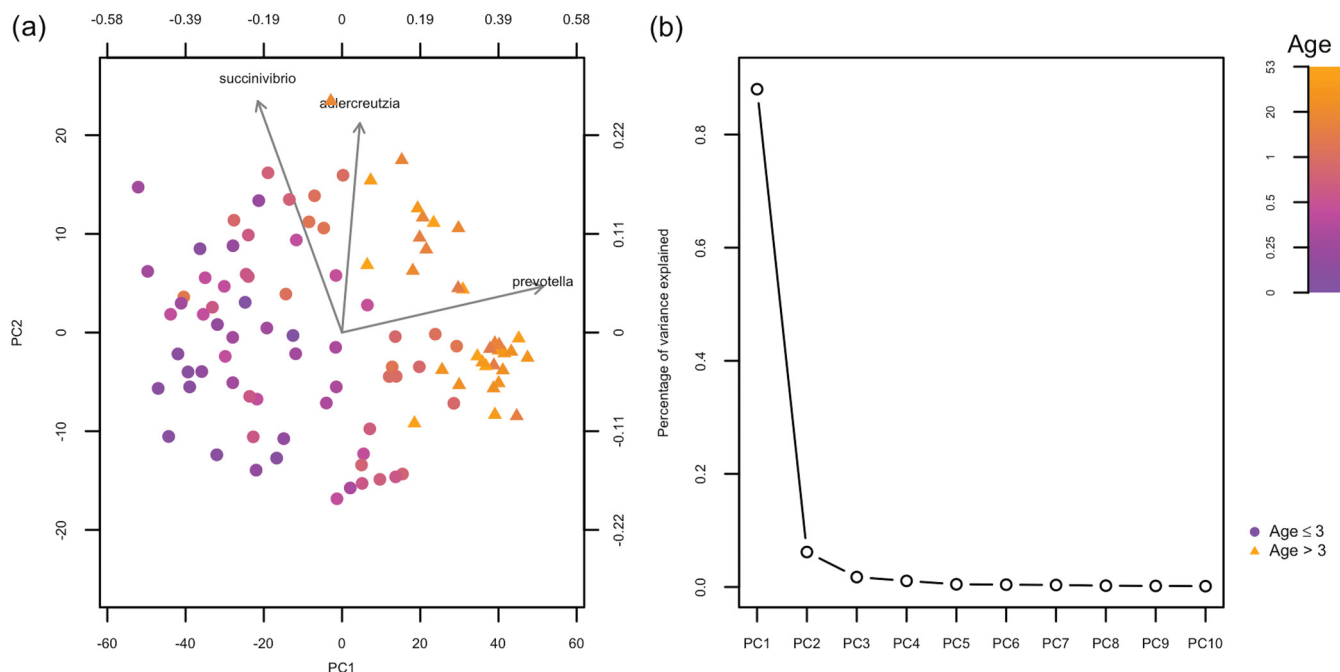 (a)
-0.58 -0.39 -0.19 0 0.19 0.39 0.58
succinivibrio
adlercreutzia
prevotella
20
10
0
-10
-20
PC2
0.22
0.11
0
-0.11
-0.22
-60 -40 -20 0 20 40 60
PC1
(b)
Percentage of variance explained
0.8
0.6
0.4
0.2
0.0
PC1 PC2 PC3 PC4 PC5 PC6 PC7 PC8 PC9 PC10
Age
53
20
1
0.5
0.25
0
Age ≤ 3
Age > 3